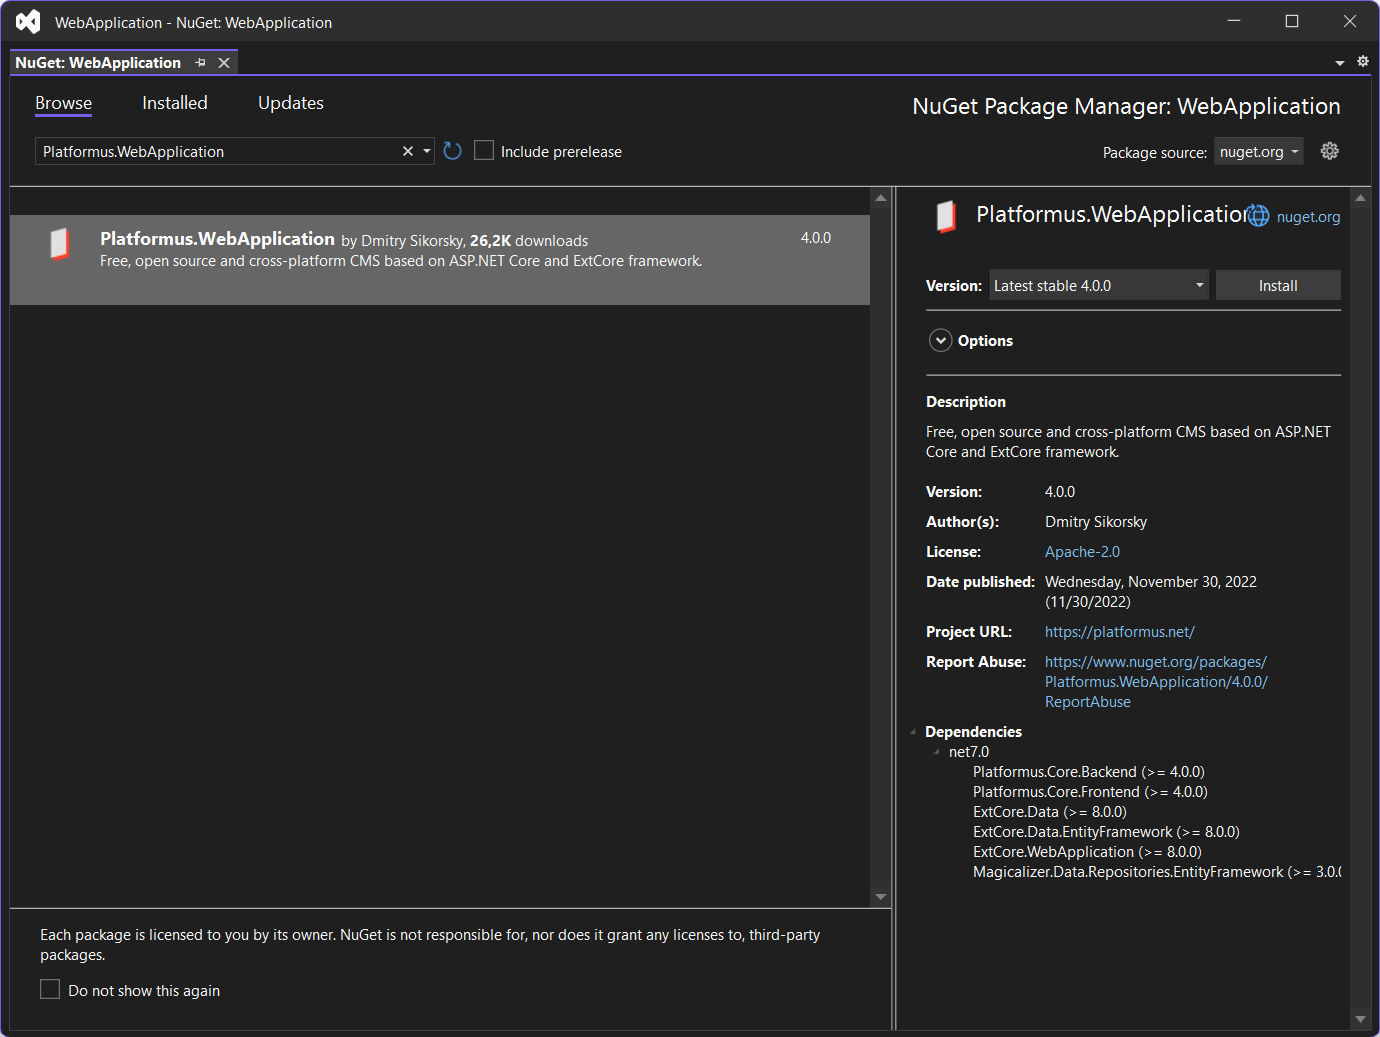 WebApplication - NuGet: WebApplication
NuGet: WebApplication
Browse Installed Updates
NuGet Package Manager: WebApplication
Platformus.WebApplication
Include prerelease
Package source: nuget.org
Platformus.WebApplication by Dmitry Sikorsky, 26,2K downloads 4.0.0
Free, open source and cross-platform CMS based on ASP.NET Core and ExtCore framework.
Each package is licensed to you by its owner. NuGet is not responsible for, nor does it grant any licenses to, third-party
packages.
Do not show this again
Platformus.WebApplication nuget.org
Version: Latest stable 4.0.0 Install
Options
Description
Free, open source and cross-platform CMS based on ASP.NET
Core and ExtCore framework.
Version: 4.0.0
Author(s): Dmitry Sikorsky
License: Apache-2.0
Date published: Wednesday, November 30, 2022
(11/30/2022)
Project URL: https://platformus.net/
Report Abuse: https://www.nuget.org/packages/
Platformus.WebApplication/4.0.0/
ReportAbuse
Dependencies
net7.0
Platformus.Core.Backend (>= 4.0.0)
Platformus.Core.Frontend (>= 4.0.0)
ExtCore.Data (>= 8.0.0)
ExtCore.Data.EntityFramework (>= 8.0.0)
ExtCore.WebApplication (>= 8.0.0)
Magicalizer.Data.Repositories.EntityFramework (>= 3.0.